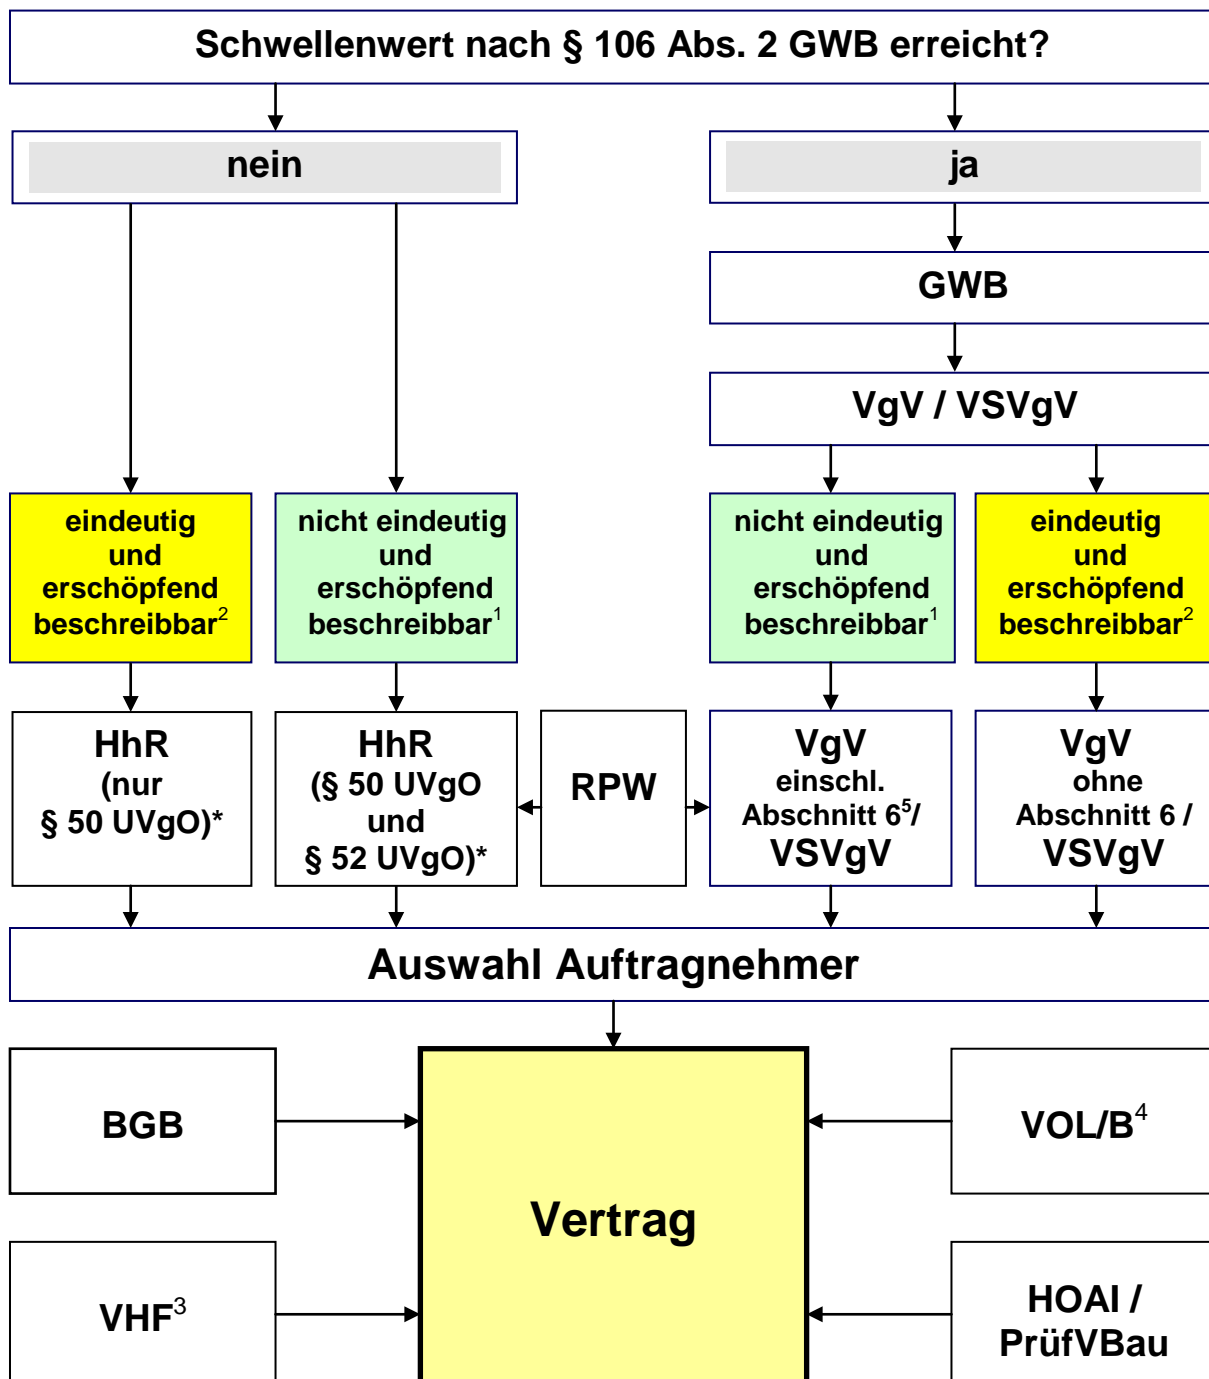 Schwellenwert nach § 106 Abs. 2 GWB erreicht?
nein
ja
GWB
VgV / VSVgV
eindeutig
und
erschöpfend
beschreibbar²
nicht eindeutig
und
erschöpfend
beschreibbar¹
nicht eindeutig
und
erschöpfend
beschreibbar¹
eindeutig
und
erschöpfend
beschreibbar²
HhR
(nur
§ 50 UVgO)*
HhR
(§ 50 UVgO
und
§ 52 UVgO)*
RPW
VgV
einschl.
Abschnitt 6⁵/
VSVgV
VgV
ohne
Abschnitt 6 /
VSVgV
Auswahl Auftragnehmer
BGB
VHF³
Vertrag
VOL/B⁴
HOAI /
PrüfVBau